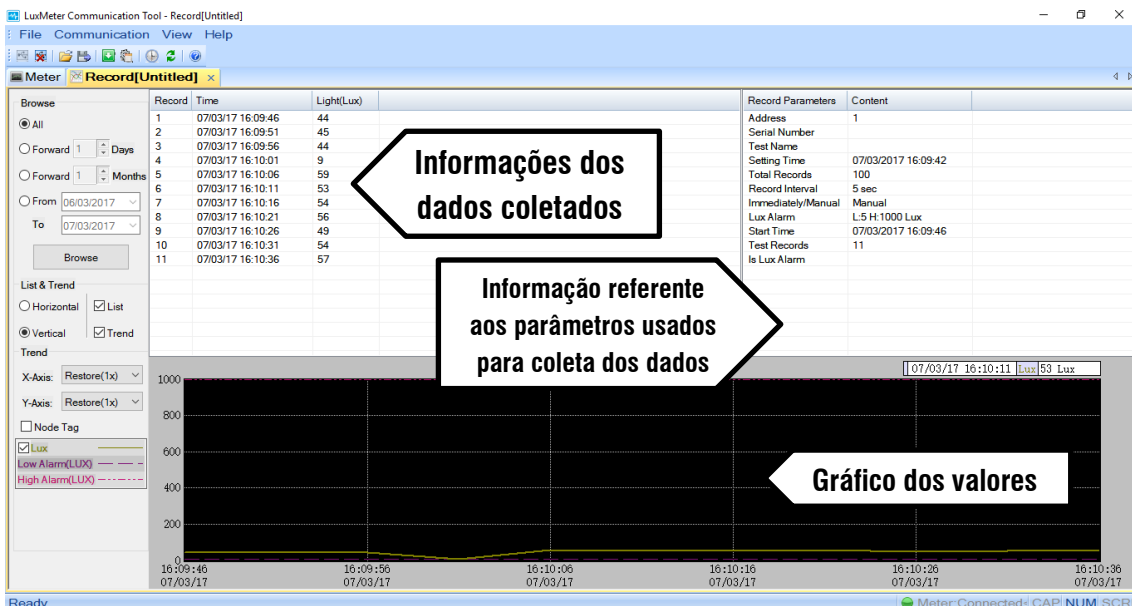 LuxMeter Communication Tool - Record[Untitled]
File Communication View Help
Meter Record[Untitled] ×
Browse
All
Forward 1 Days
Forward 1 Months
From 06/03/2017
To 07/03/2017
Browse
List & Trend
Horizontal List
Vertical Trend
Trend
X-Axis: Restore(1x)
Y-Axis: Restore(1x)
Node Tag
Lux
Low Alarm(LUX)
High Alarm(LUX)
Record Time Light(Lux)
1 07/03/17 16:09:46 44
2 07/03/17 16:09:51 45
3 07/03/17 16:09:56 44
4 07/03/17 16:10:01 9
5 07/03/17 16:10:06 59
6 07/03/17 16:10:11 53
7 07/03/17 16:10:16 54
8 07/03/17 16:10:21 56
9 07/03/17 16:10:26 49
10 07/03/17 16:10:31 54
11 07/03/17 16:10:36 57
Informações dos
dados coletados
Record Parameters Content
Address 1
Serial Number
Test Name
Setting Time 07/03/2017 16:09:42
Total Records 100
Record Interval 5 sec
Immediately/Manual Manual
Lux Alarm L:5 H:1000 Lux
Start Time 07/03/2017 16:09:46
Test Records 11
Is Lux Alarm
Informação referente
aos parâmetros usados
para coleta dos dados
07/03/17 16:10:11 Lux 53 Lux
1000
800
600
400
200
0
Gráfico dos valores
16:09:46 16:09:56 16:10:06 16:10:16 16:10:26 16:10:36
07/03/17 07/03/17 07/03/17 07/03/17 07/03/17 07/03/17
Ready Meter:Connected CAP NUM SCR